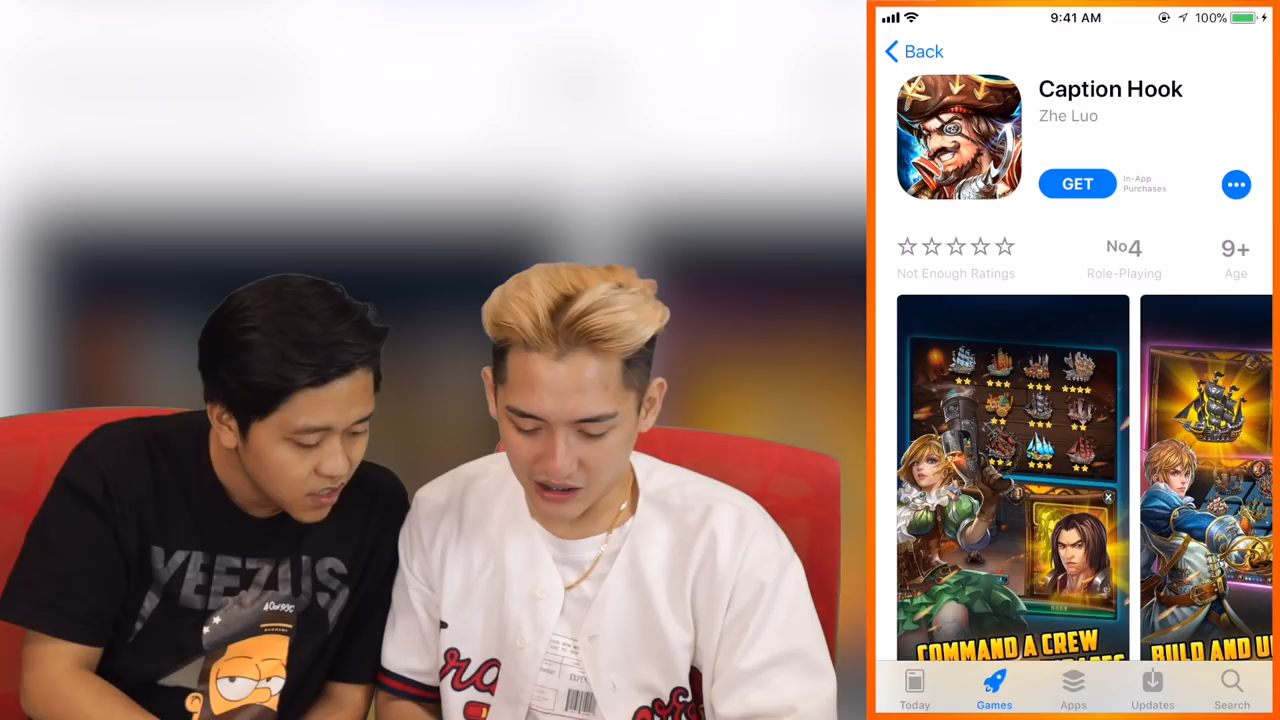 9:41 AM
100%
Back
Caption Hook
Zhe Luo
GET
In-App
Purchases
Not Enough Ratings
No4
9+
Role-Playing
Age
COMMAND A CREW
BUILD AND
YEEZUS
Today
Games
Apps
Updates
Search